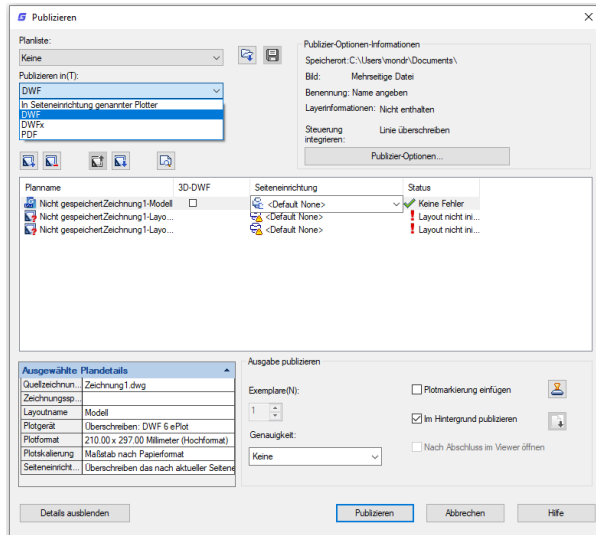 Publizieren
Planliste:
Keine
Publizieren in(T):
DWF
In Seiteneinrichtung genannter Plotter
DWF
DWFx
PDF
Publizier-Optionen-Informationen
Speicherort: C:\Users\mondr\Documents\
Bild: Mehrseitige Datei
Benennung: Name angeben
Layerinformationen: Nicht enthalten
Steuerung integrieren: Linie überschreiben
Publizier-Optionen...
Planname 3D-DWF Seiteneinrichtung Status
Nicht gespeichertZeichnung1-Modell <Default None> Keine Fehler
Nicht gespeichertZeichnung1-Layo... <Default None> Layout nicht ini...
Nicht gespeichertZeichnung1-Layo... <Default None> Layout nicht ini...
Ausgewählte Plandetails
Quellzeichnun... Zeichnung1.dwg
Zeichnungssp...
Layoutname Modell
Plotgerät Überschreiben: DWF 6 ePlot
Plotformat 210.00 x 297.00 Millimeter (Hochformat)
Plotskalierung Maßstab nach Papierformat
Seiteneinricht... Überschreiben das nach aktueller Seitene
Ausgabe publizieren
Exemplare(N):
1
Genauigkeit:
Keine
Plotmarkierung einfügen
Im Hintergrund publizieren
Nach Abschluss im Viewer öffnen
Details ausblenden
Publizieren
Abbrechen
Hilfe